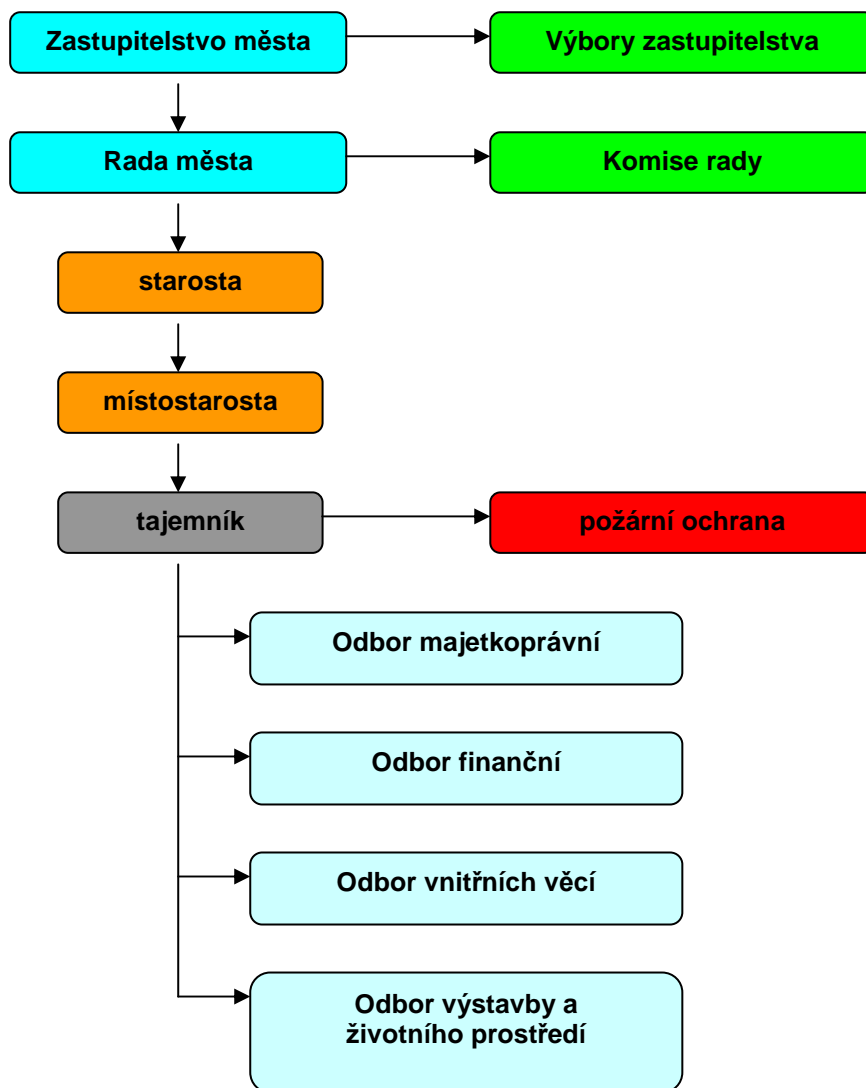 Zastupitelstvo města
Výbory zastupitelstva
Rada města
Komise rady
starosta
místostarosta
tajemník
požární ochrana
Odbor majetkoprávní
Odbor finanční
Odbor vnitřních věcí
Odbor výstavby a
životního prostředí